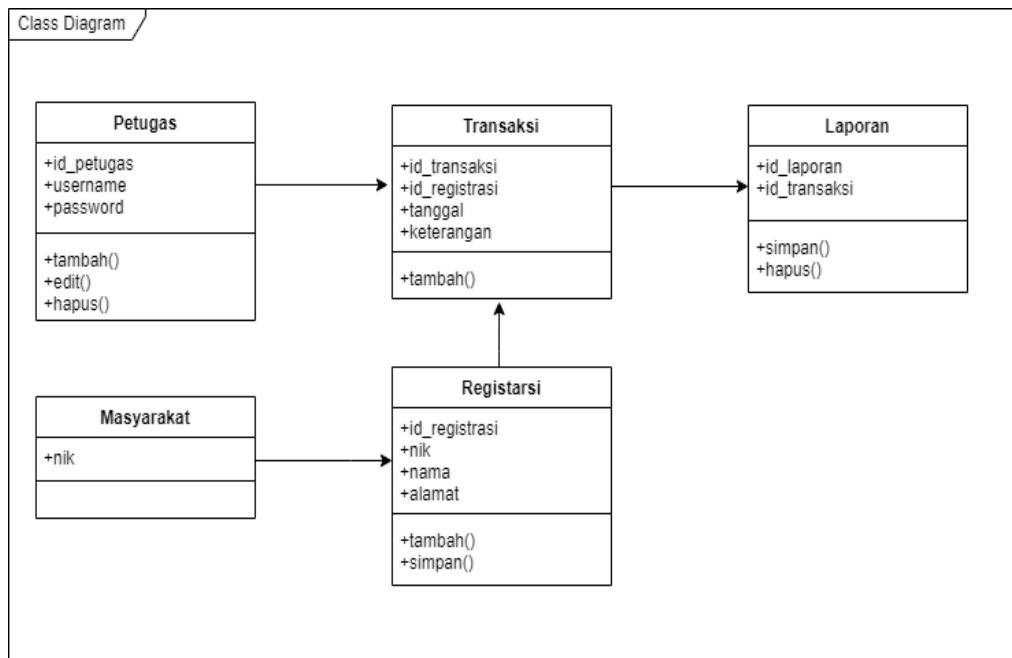 Class Diagram
Petugas
+id_petugas
+username
+password
+tambah()
+edit()
+hapus()
Transaksi
+id_transaksi
+id_registrasi
+tanggal
+keterangan
+tambah()
Laporan
+id_laporan
+id_transaksi
+simpan()
+hapus()
Masyarakat
+nik
Registarsi
+id_registrasi
+nik
+nama
+alamat
+tambah()
+simpan()